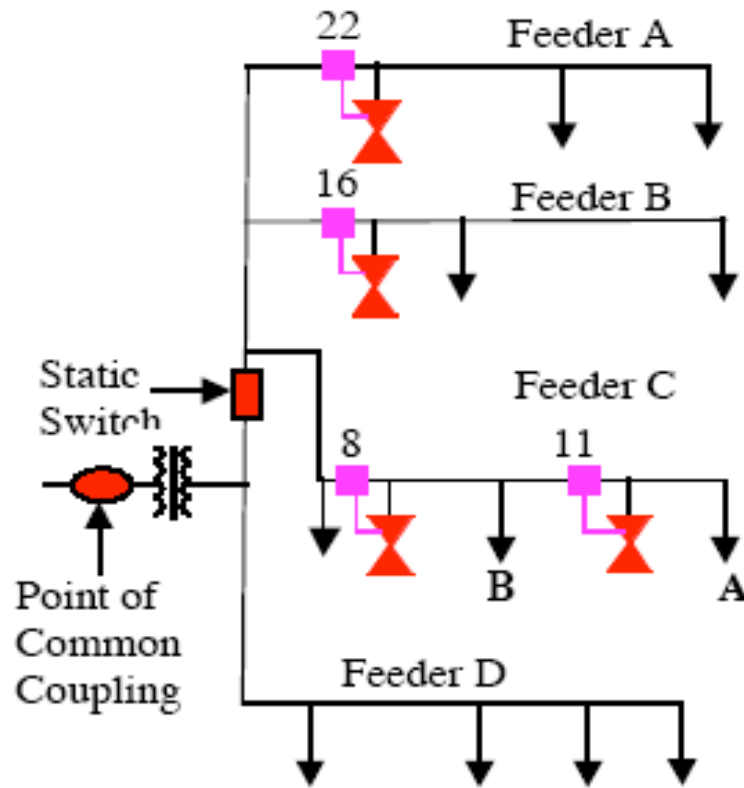 22
Feeder A
16
Feeder B
Static
Switch
Feeder C
8
11
B
A
Point of
Common
Coupling
Feeder D